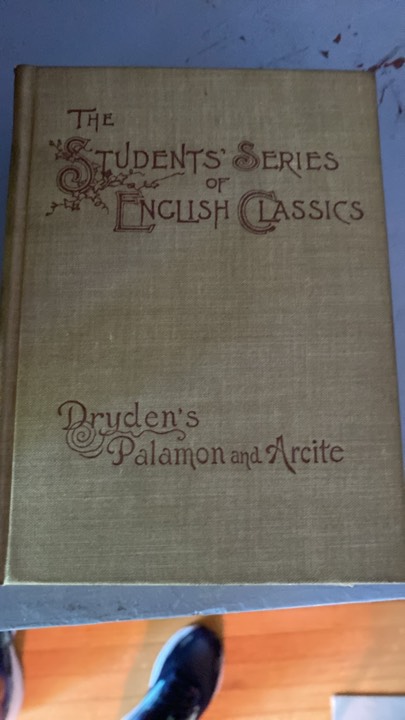 The
Students' Series
of
English Classics
Dryden's
Palamon and Arcite